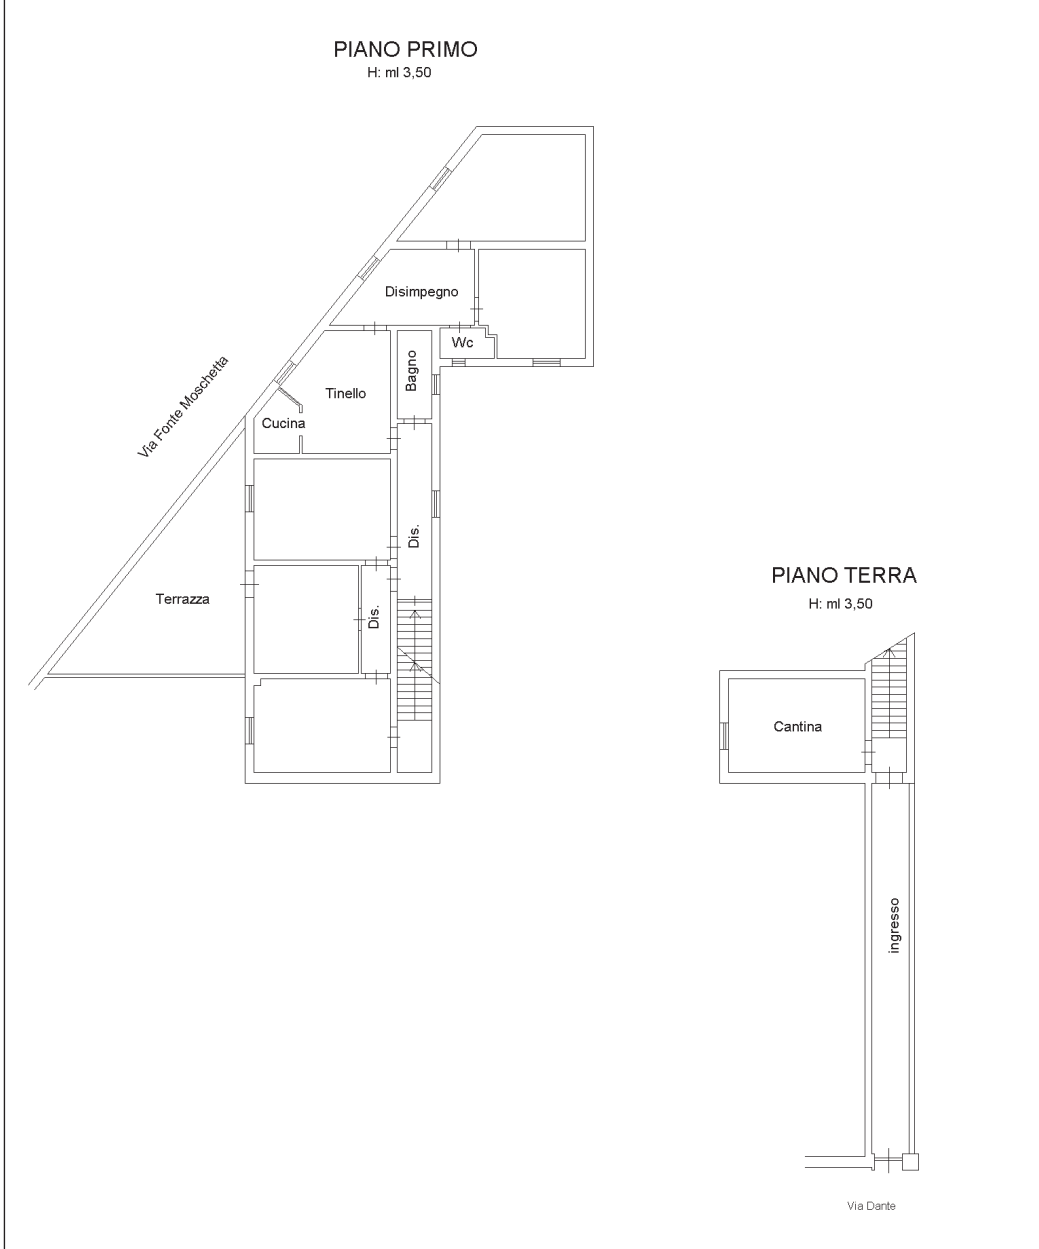 PIANO PRIMO
H: ml 3,50
Disimpegno
Wc
Bagno
Tinello
Cucina
Via Fonte Moschetta
Dis.
Terrazza
Dis.
PIANO TERRA
H: ml 3,50
Cantina
ingresso
Via Dante